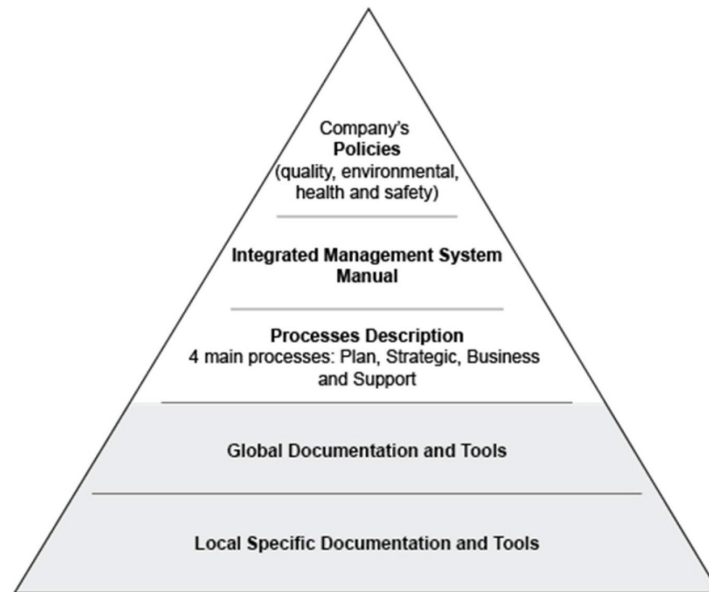 Company's
Policies
(quality, environmental,
health and safety)
Integrated Management System
Manual
Processes Description
4 main processes: Plan, Strategic, Business
and Support
Global Documentation and Tools
Local Specific Documentation and Tools